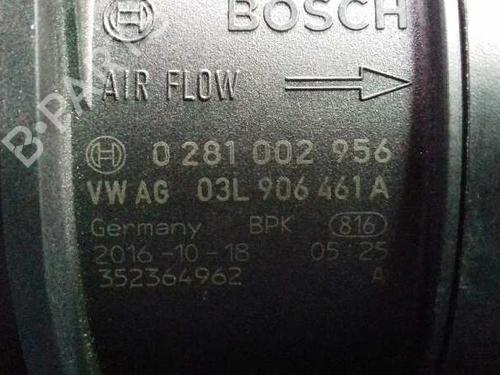 BOSCH
AIR FLOW
0 281 002 956
VW AG 03L 906 461 A
Germany BPK 816
2016-10-18 05:25
352364962 A
B-PARTS